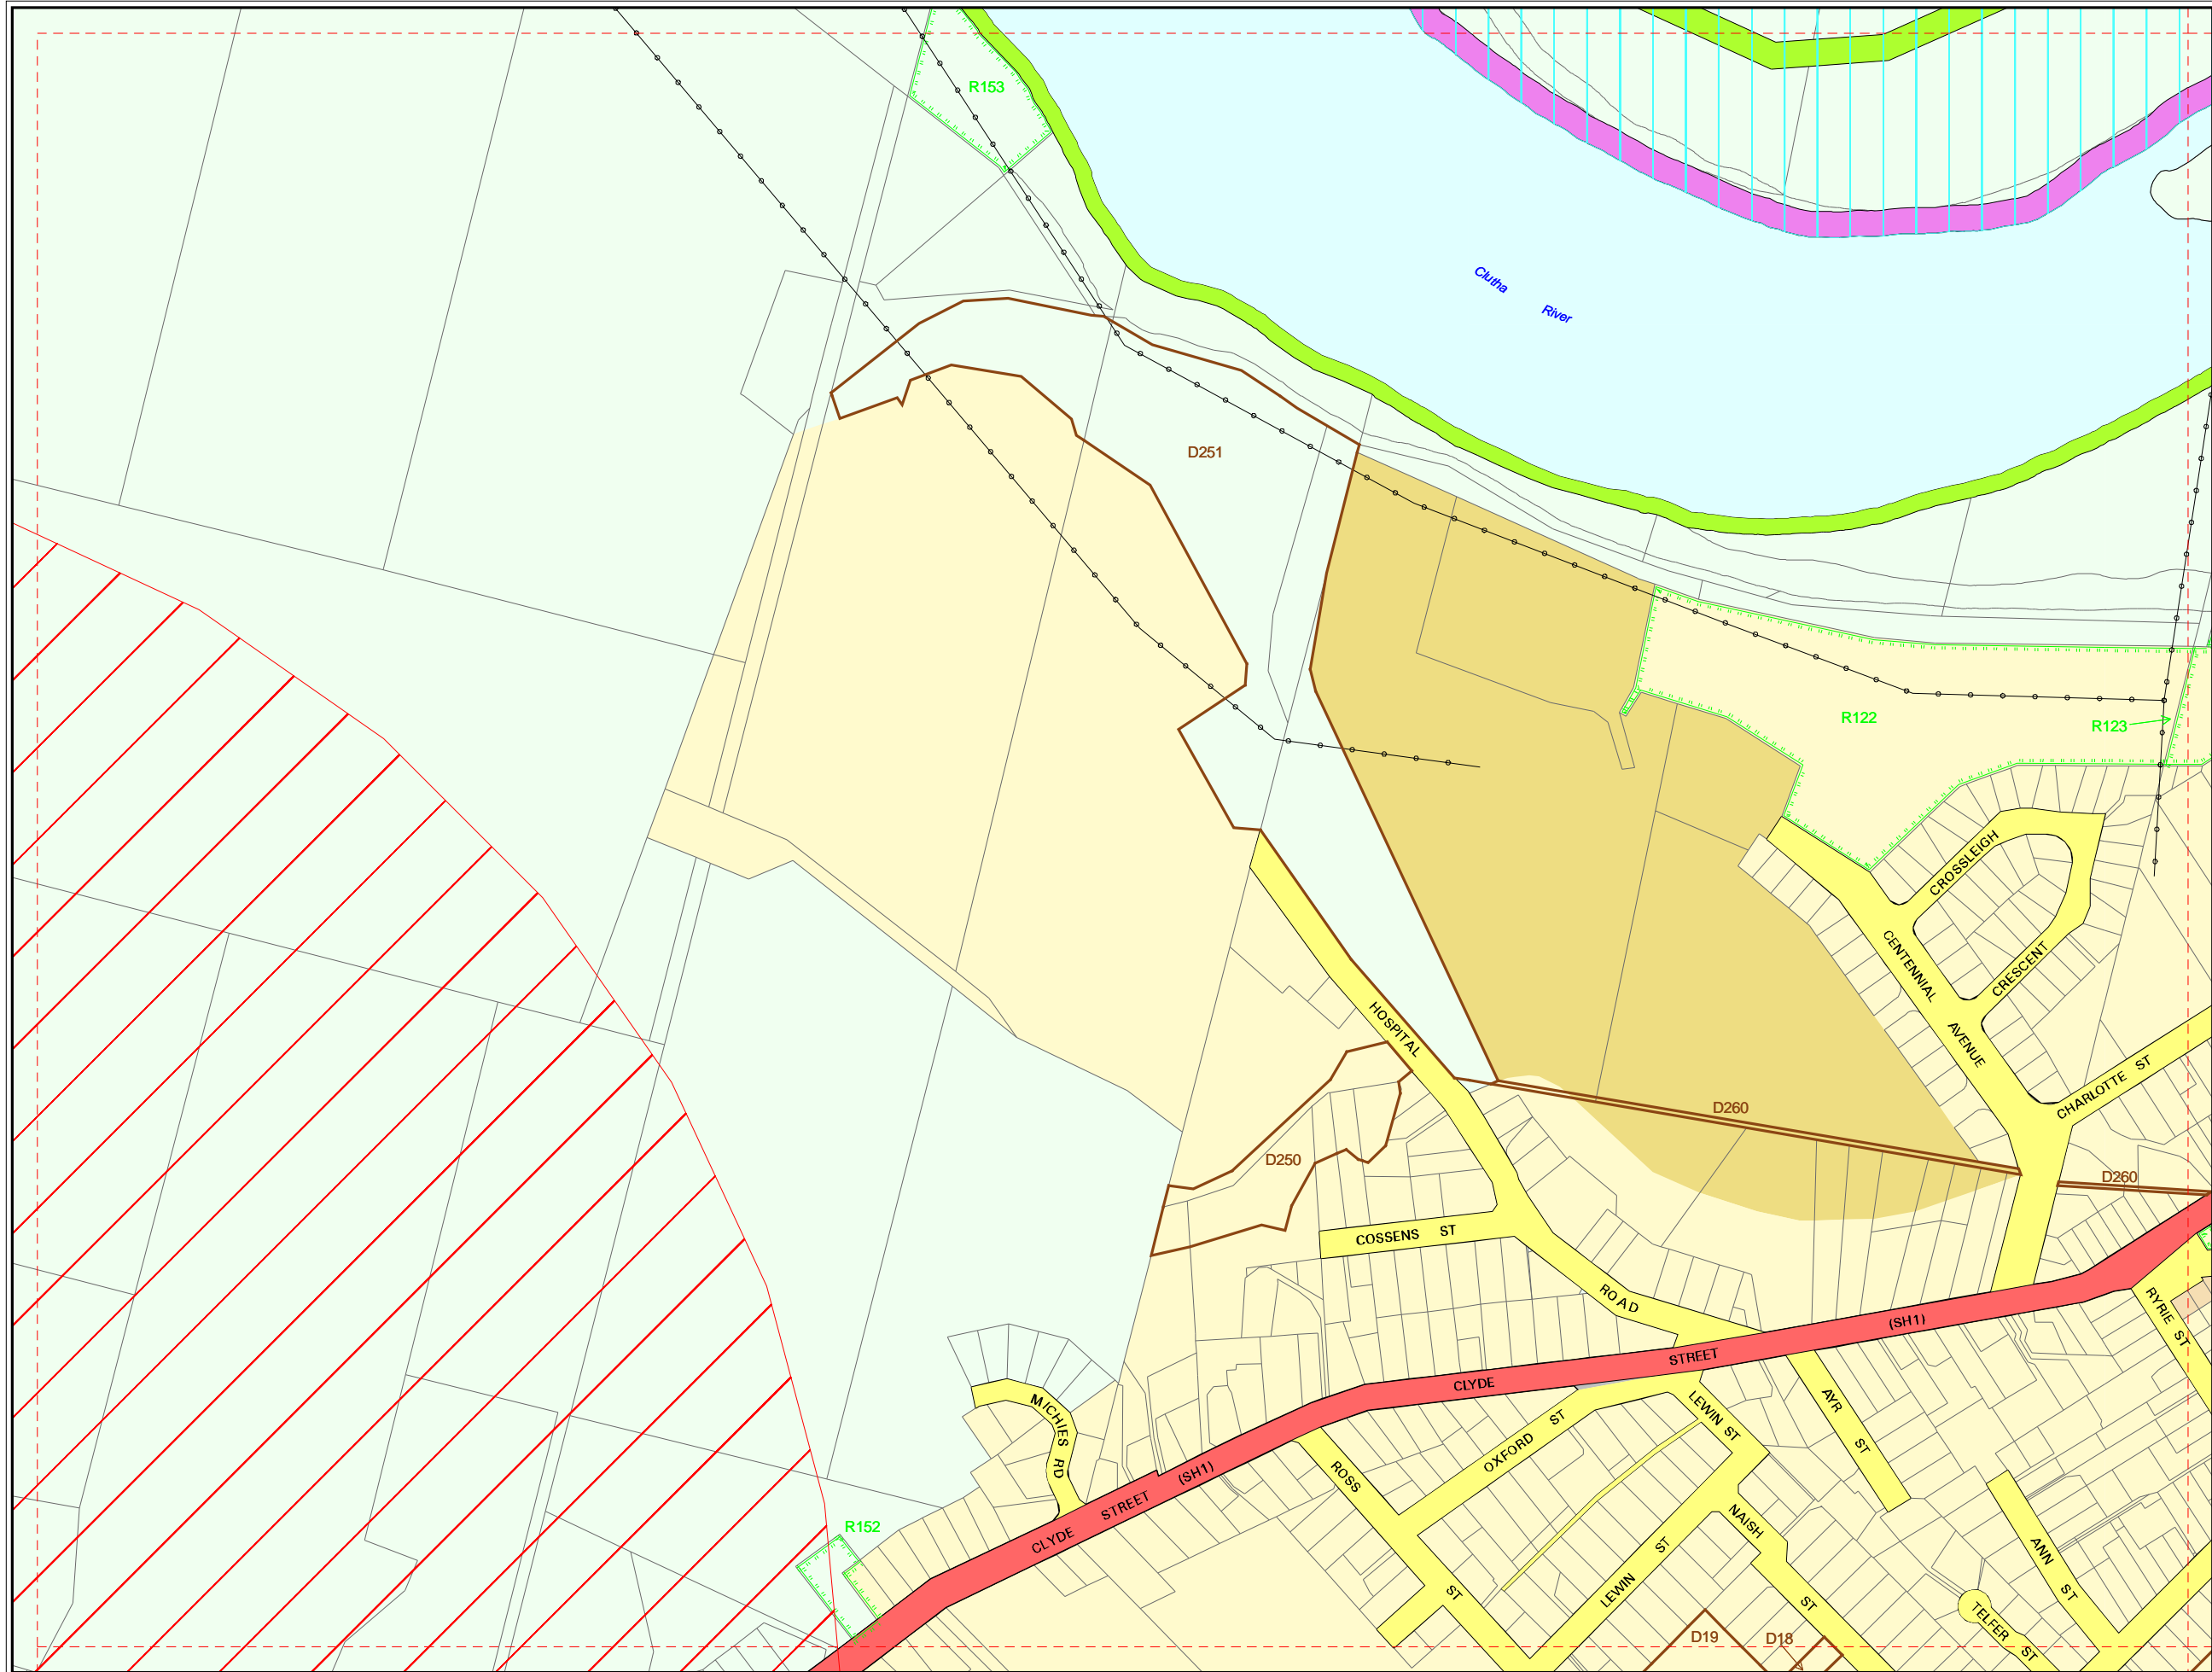 R153
Clutha
River
D251
R122
R123
CROSSLEIGH
CRESCENT
CENTENNIAL
AVENUE
CHARLOTTE ST
HOSPITAL
ROAD
D260
D260
D250
COSSENS ST
RYRIE ST
(SH1)
STREET
CLYDE
MICHIES RD
(SH1)
STREET
CLYDE
LEWIN ST
AYR
ST
OXFORD
ST
ROSS
ST
NAISH
ST
LEWIN
ST
ANN
ST
TELFER ST
R152
D19
D18